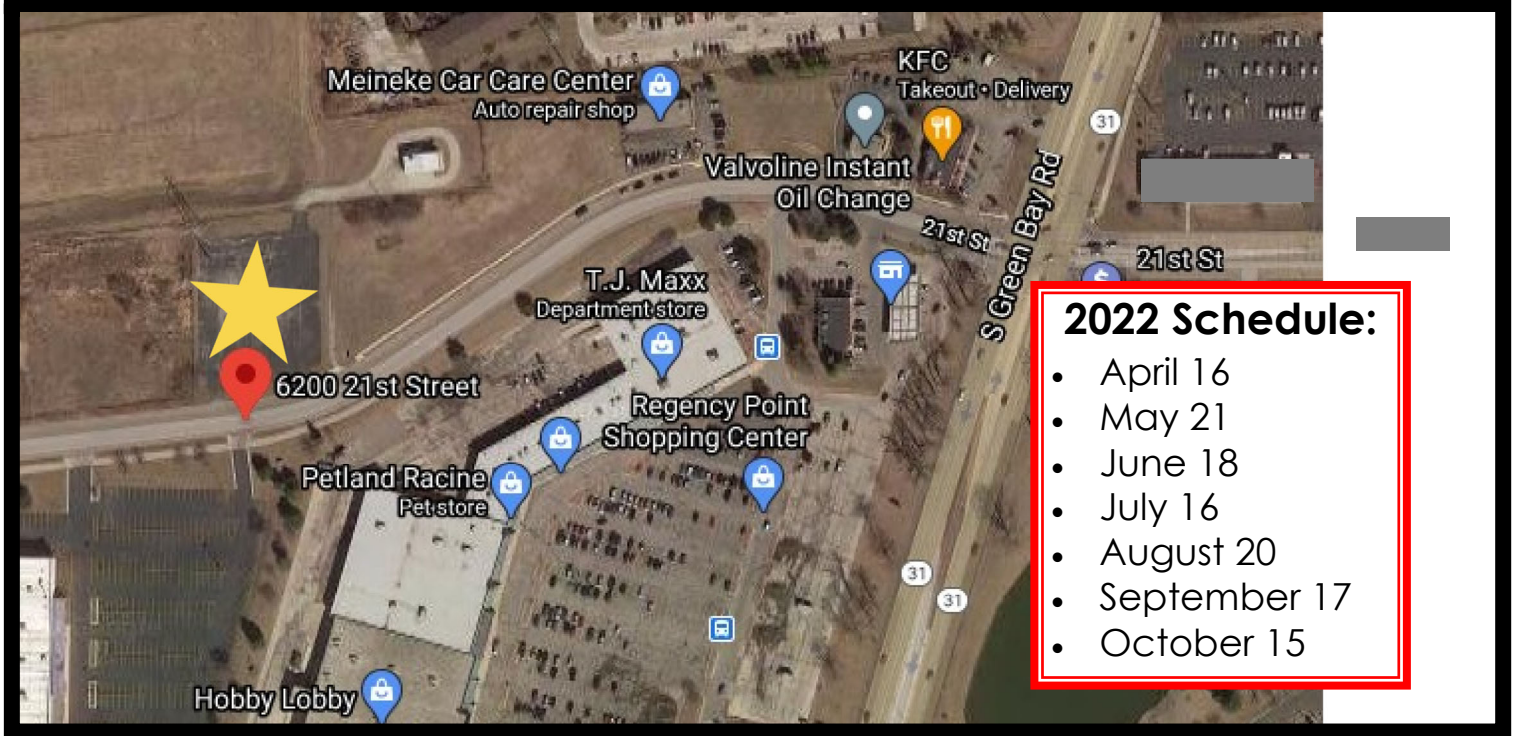 KFC
Takeout • Delivery
Meineke Car Care Center
Auto repair shop
31
Valvoline Instant
Oil Change
S Green Bay Rd
21st St
21st St
T.J. Maxx
Department store
6200 21st Street
Regency Point
Shopping Center
Petland Racine
Pet store
31
31
Hobby Lobby
2022 Schedule:
• April 16
• May 21
• June 18
• July 16
• August 20
• September 17
• October 15